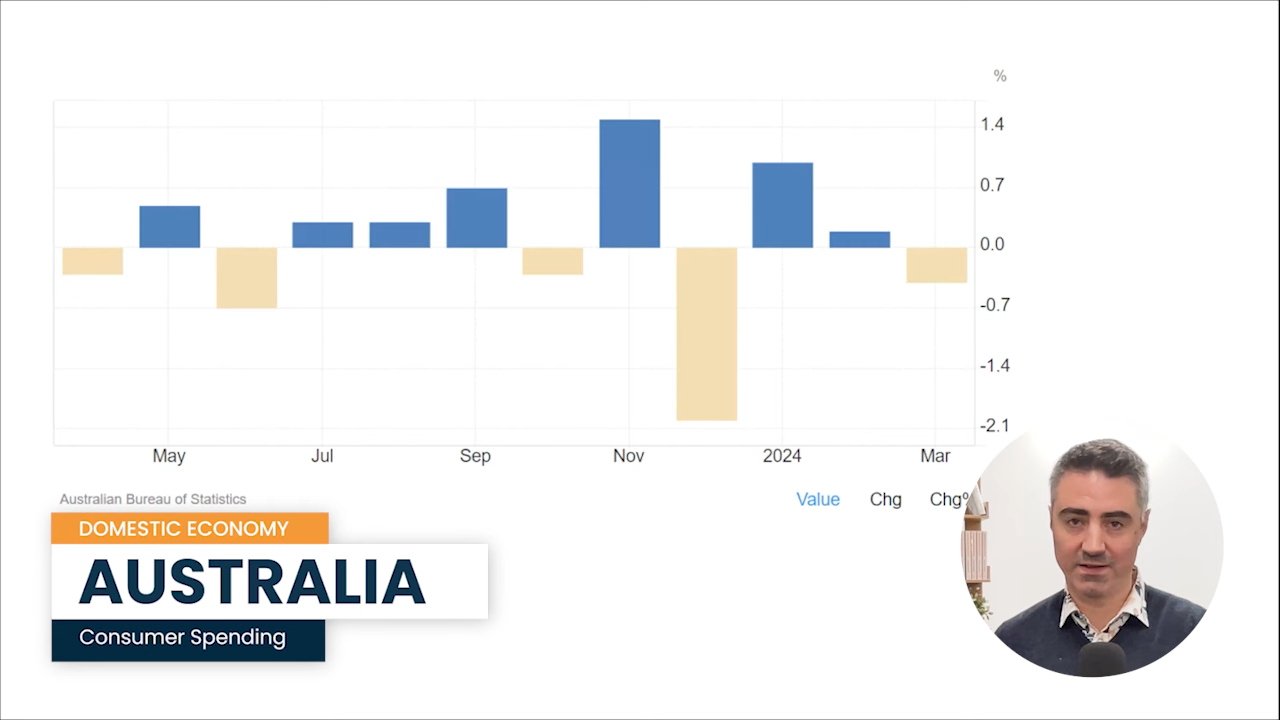 %
1.4
0.7
0.0
-0.7
-1.4
-2.1
May Jul Sep Nov 2024 Mar
Australian Bureau of Statistics
Value Chg Chg%
DOMESTIC ECONOMY
AUSTRALIA
Consumer Spending